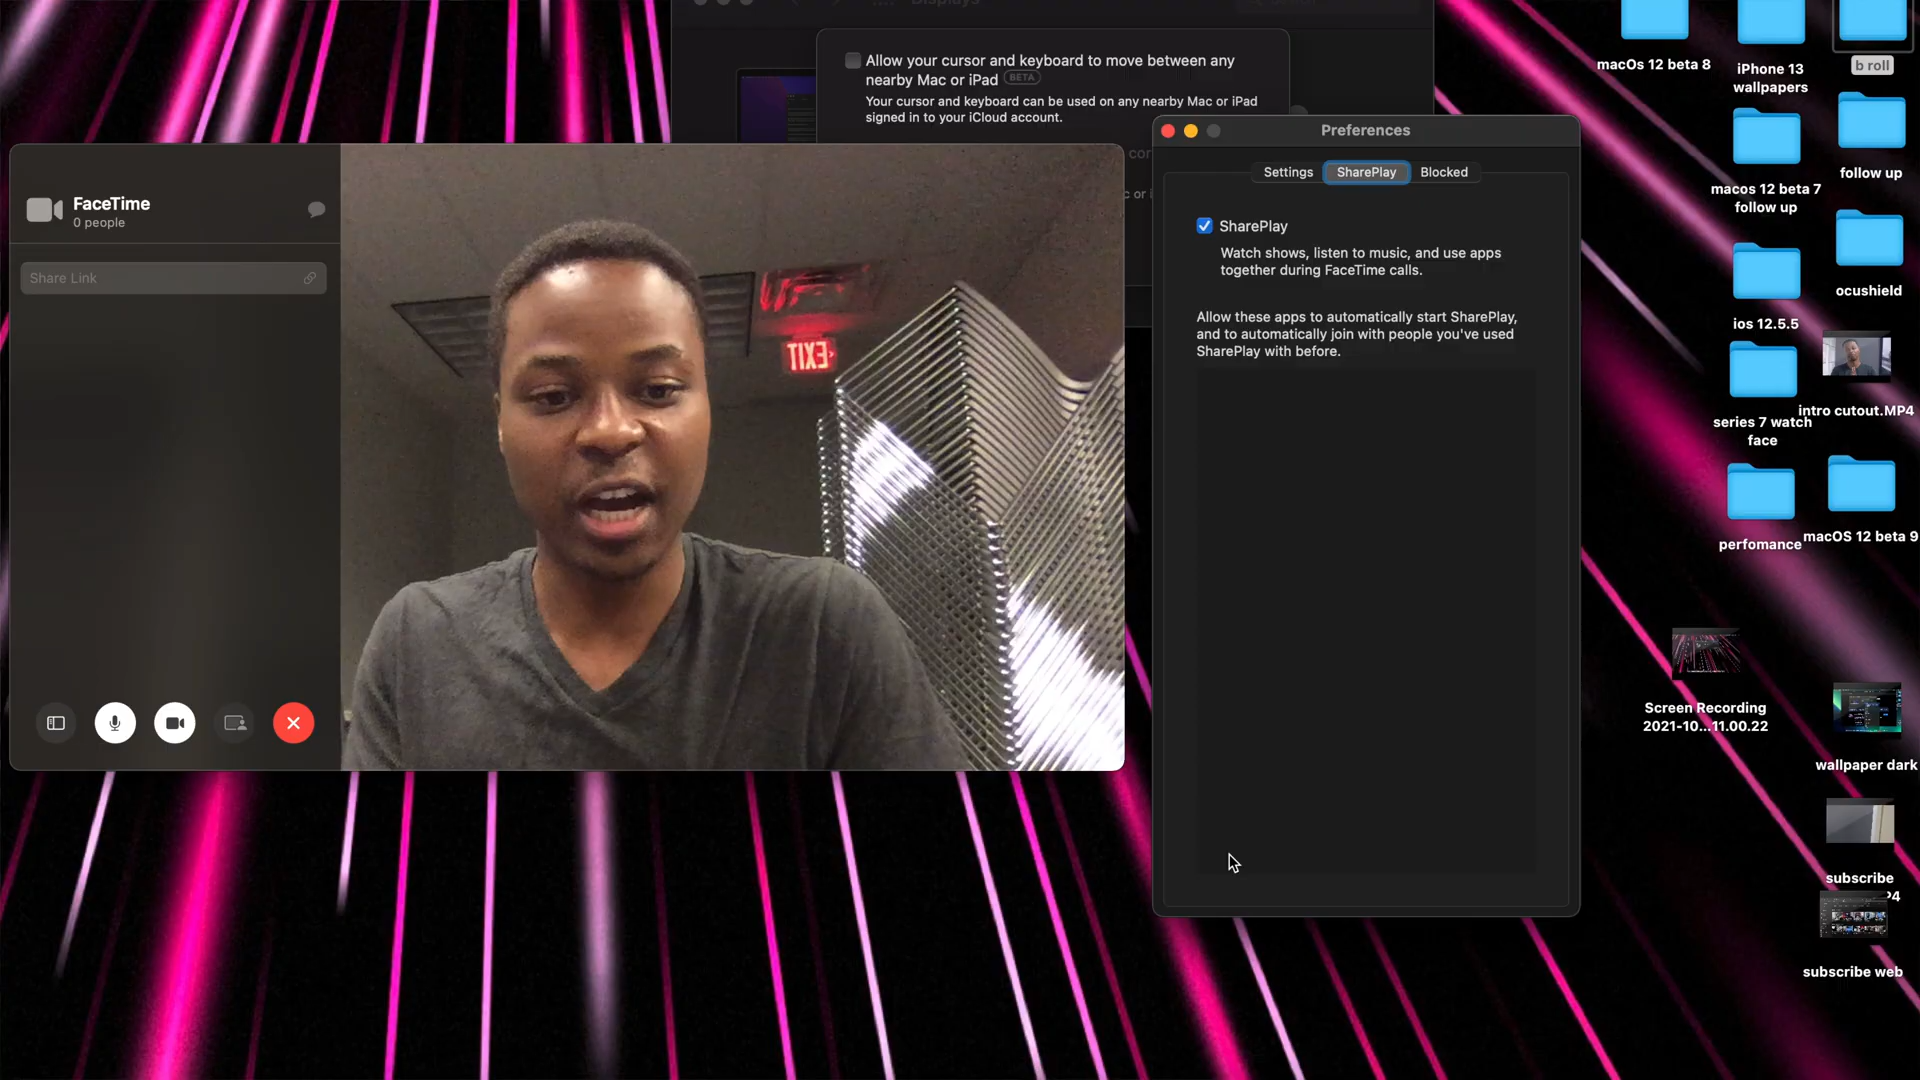 Displays
Search
Allow your cursor and keyboard to move between any
nearby Mac or iPad BETA
Your cursor and keyboard can be used on any nearby Mac or iPad
signed in to your iCloud account.
FaceTime
0 people
Share Link
EXIT
Preferences
Settings
SharePlay
Blocked
SharePlay
Watch shows, listen to music, and use apps
together during FaceTime calls.
Allow these apps to automatically start SharePlay,
and to automatically join with people you've used
SharePlay with before.
macOs 12 beta 8
iPhone 13
wallpapers
b roll
macos 12 beta 7
follow up
follow up
ios 12.5.5
ocushield
series 7 watch
face
intro cutout.MP4
perfomance
macOS 12 beta 9
Screen Recording
2021-10...11.00.22
wallpaper dark
subscribe
P4
subscribe web